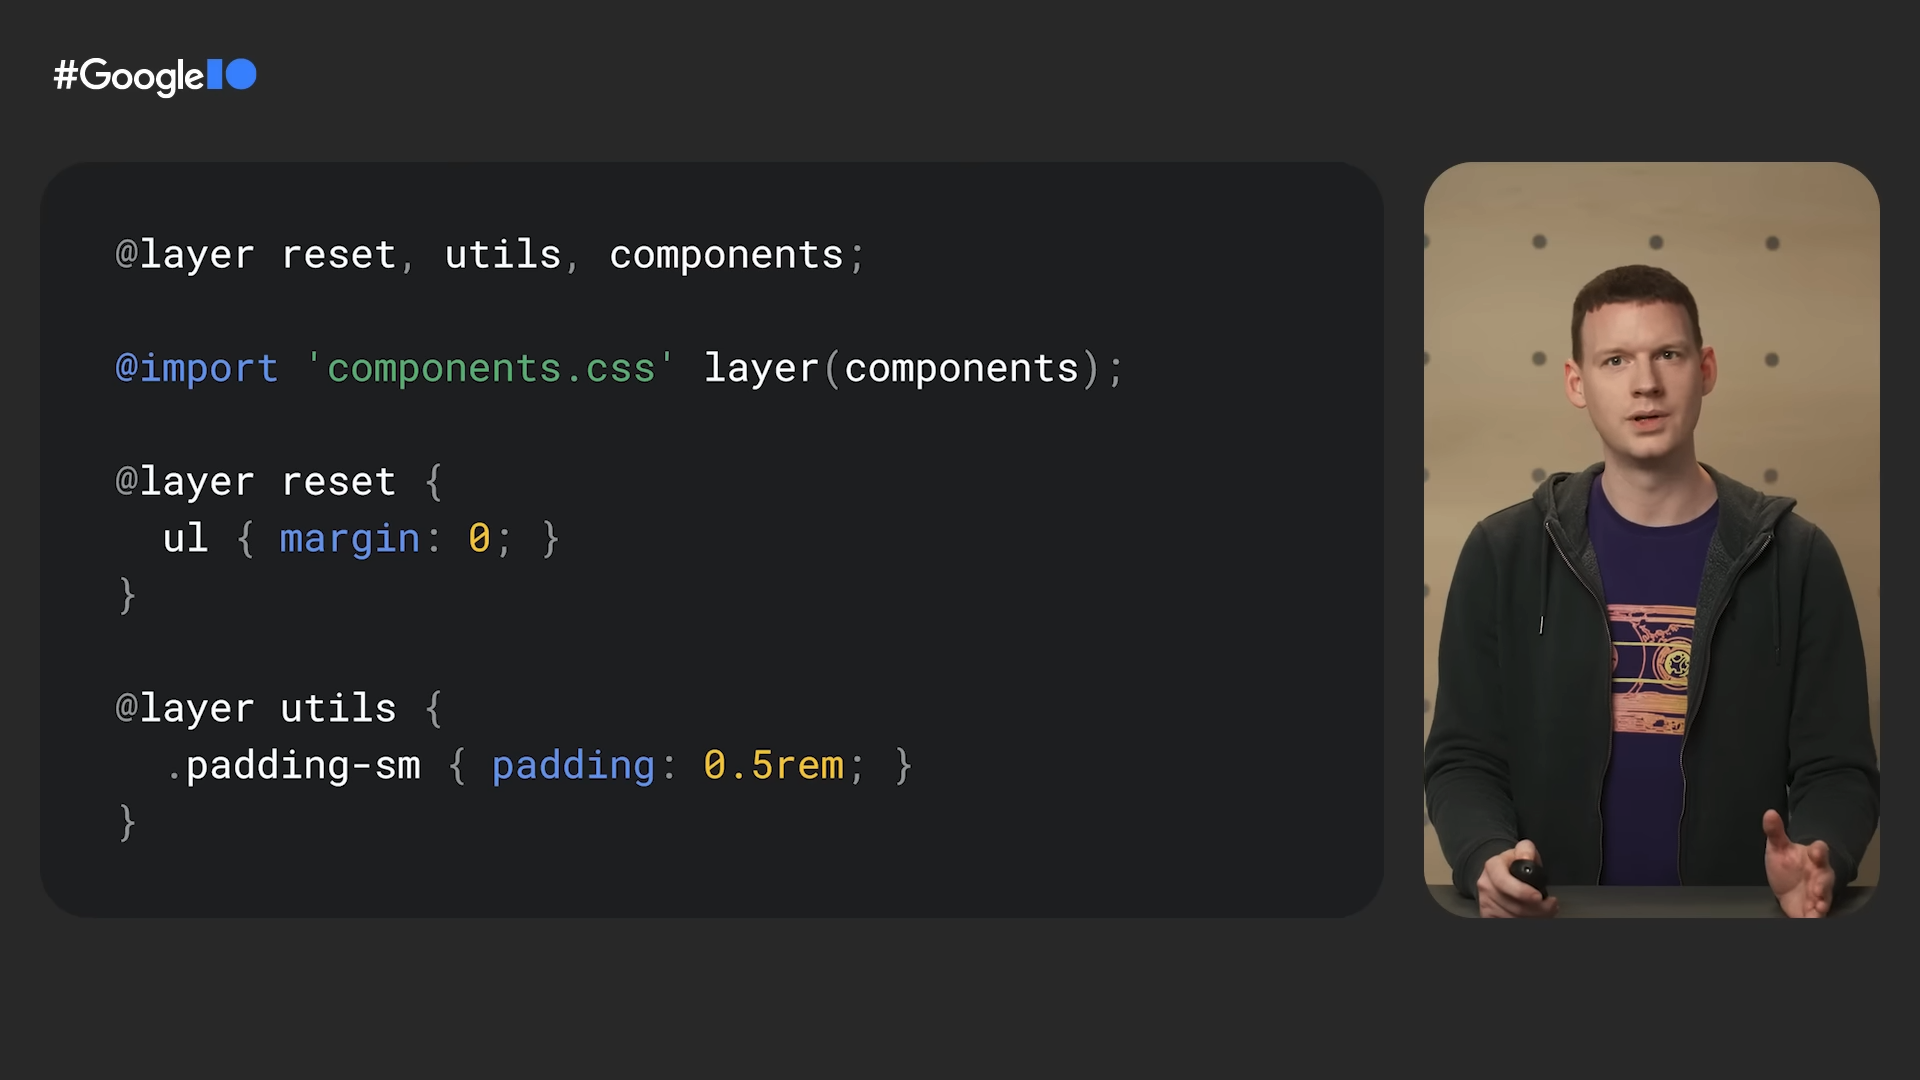 #Google
@layer reset, utils, components;
@import 'components.css' layer(components);
@layer reset {
ul { margin: 0; }
}
@layer utils {
.padding-sm { padding: 0.5rem; }
}